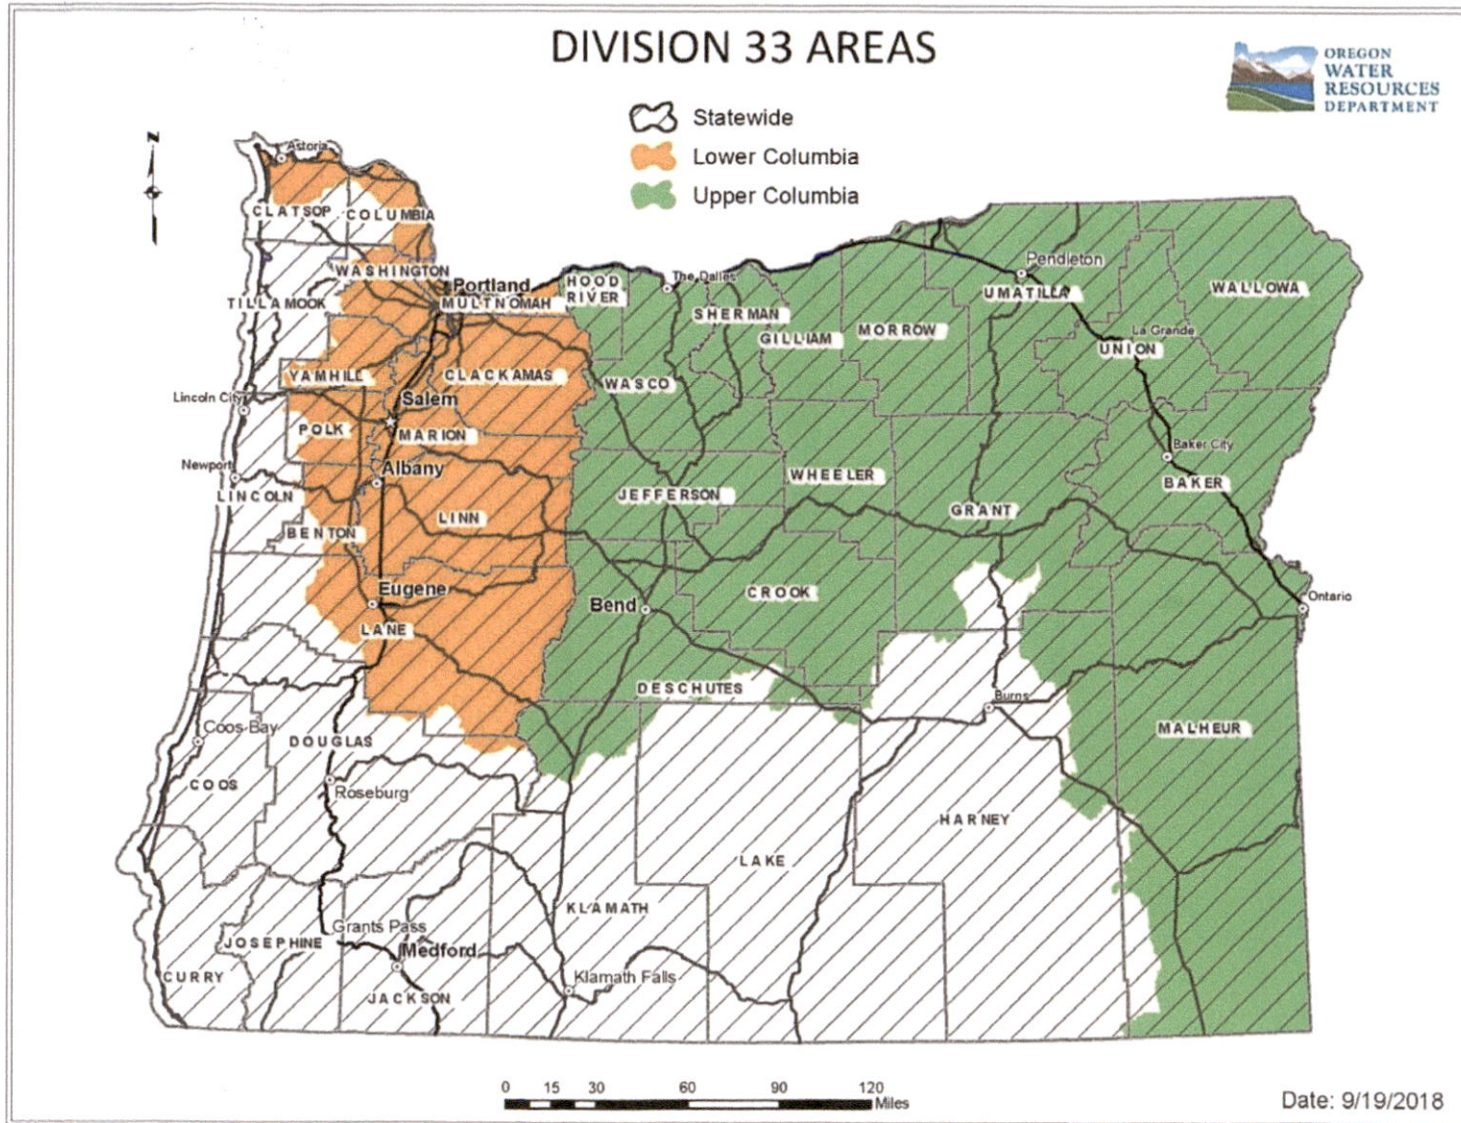 DIVISION 33 AREAS
OREGON
WATER
RESOURCES
DEPARTMENT
Statewide
Lower Columbia
Upper Columbia
N
Astoria
CLATSOP
COLUMBIA
WASHINGTON
Portland
MULTNOMAH
HOOD
RIVER
The Dalles
Pendleton
TILLAMOOK
SHERMAN
GILLIAM
MORROW
UMATILLA
WALLOWA
La Grande
UNION
YAMHILL
CLACKAMAS
WASCO
Lincoln City
Salem
POLK
MARION
Newport
Albany
LINCOLN
JEFFERSON
WHEELER
Baker City
BAKER
BENTON
LINN
GRANT
Eugene
LANE
Bend
CROOK
Ontario
DESCHUTES
Burns
Coos Bay
DOUGLAS
MALHEUR
COOS
Roseburg
HARNEY
LAKE
KLAMATH
Grants Pass
JOSEPHINE
Medford
CURRY
JACKSON
Klamath Falls
0 15 30 60 90 120
Miles
Date: 9/19/2018